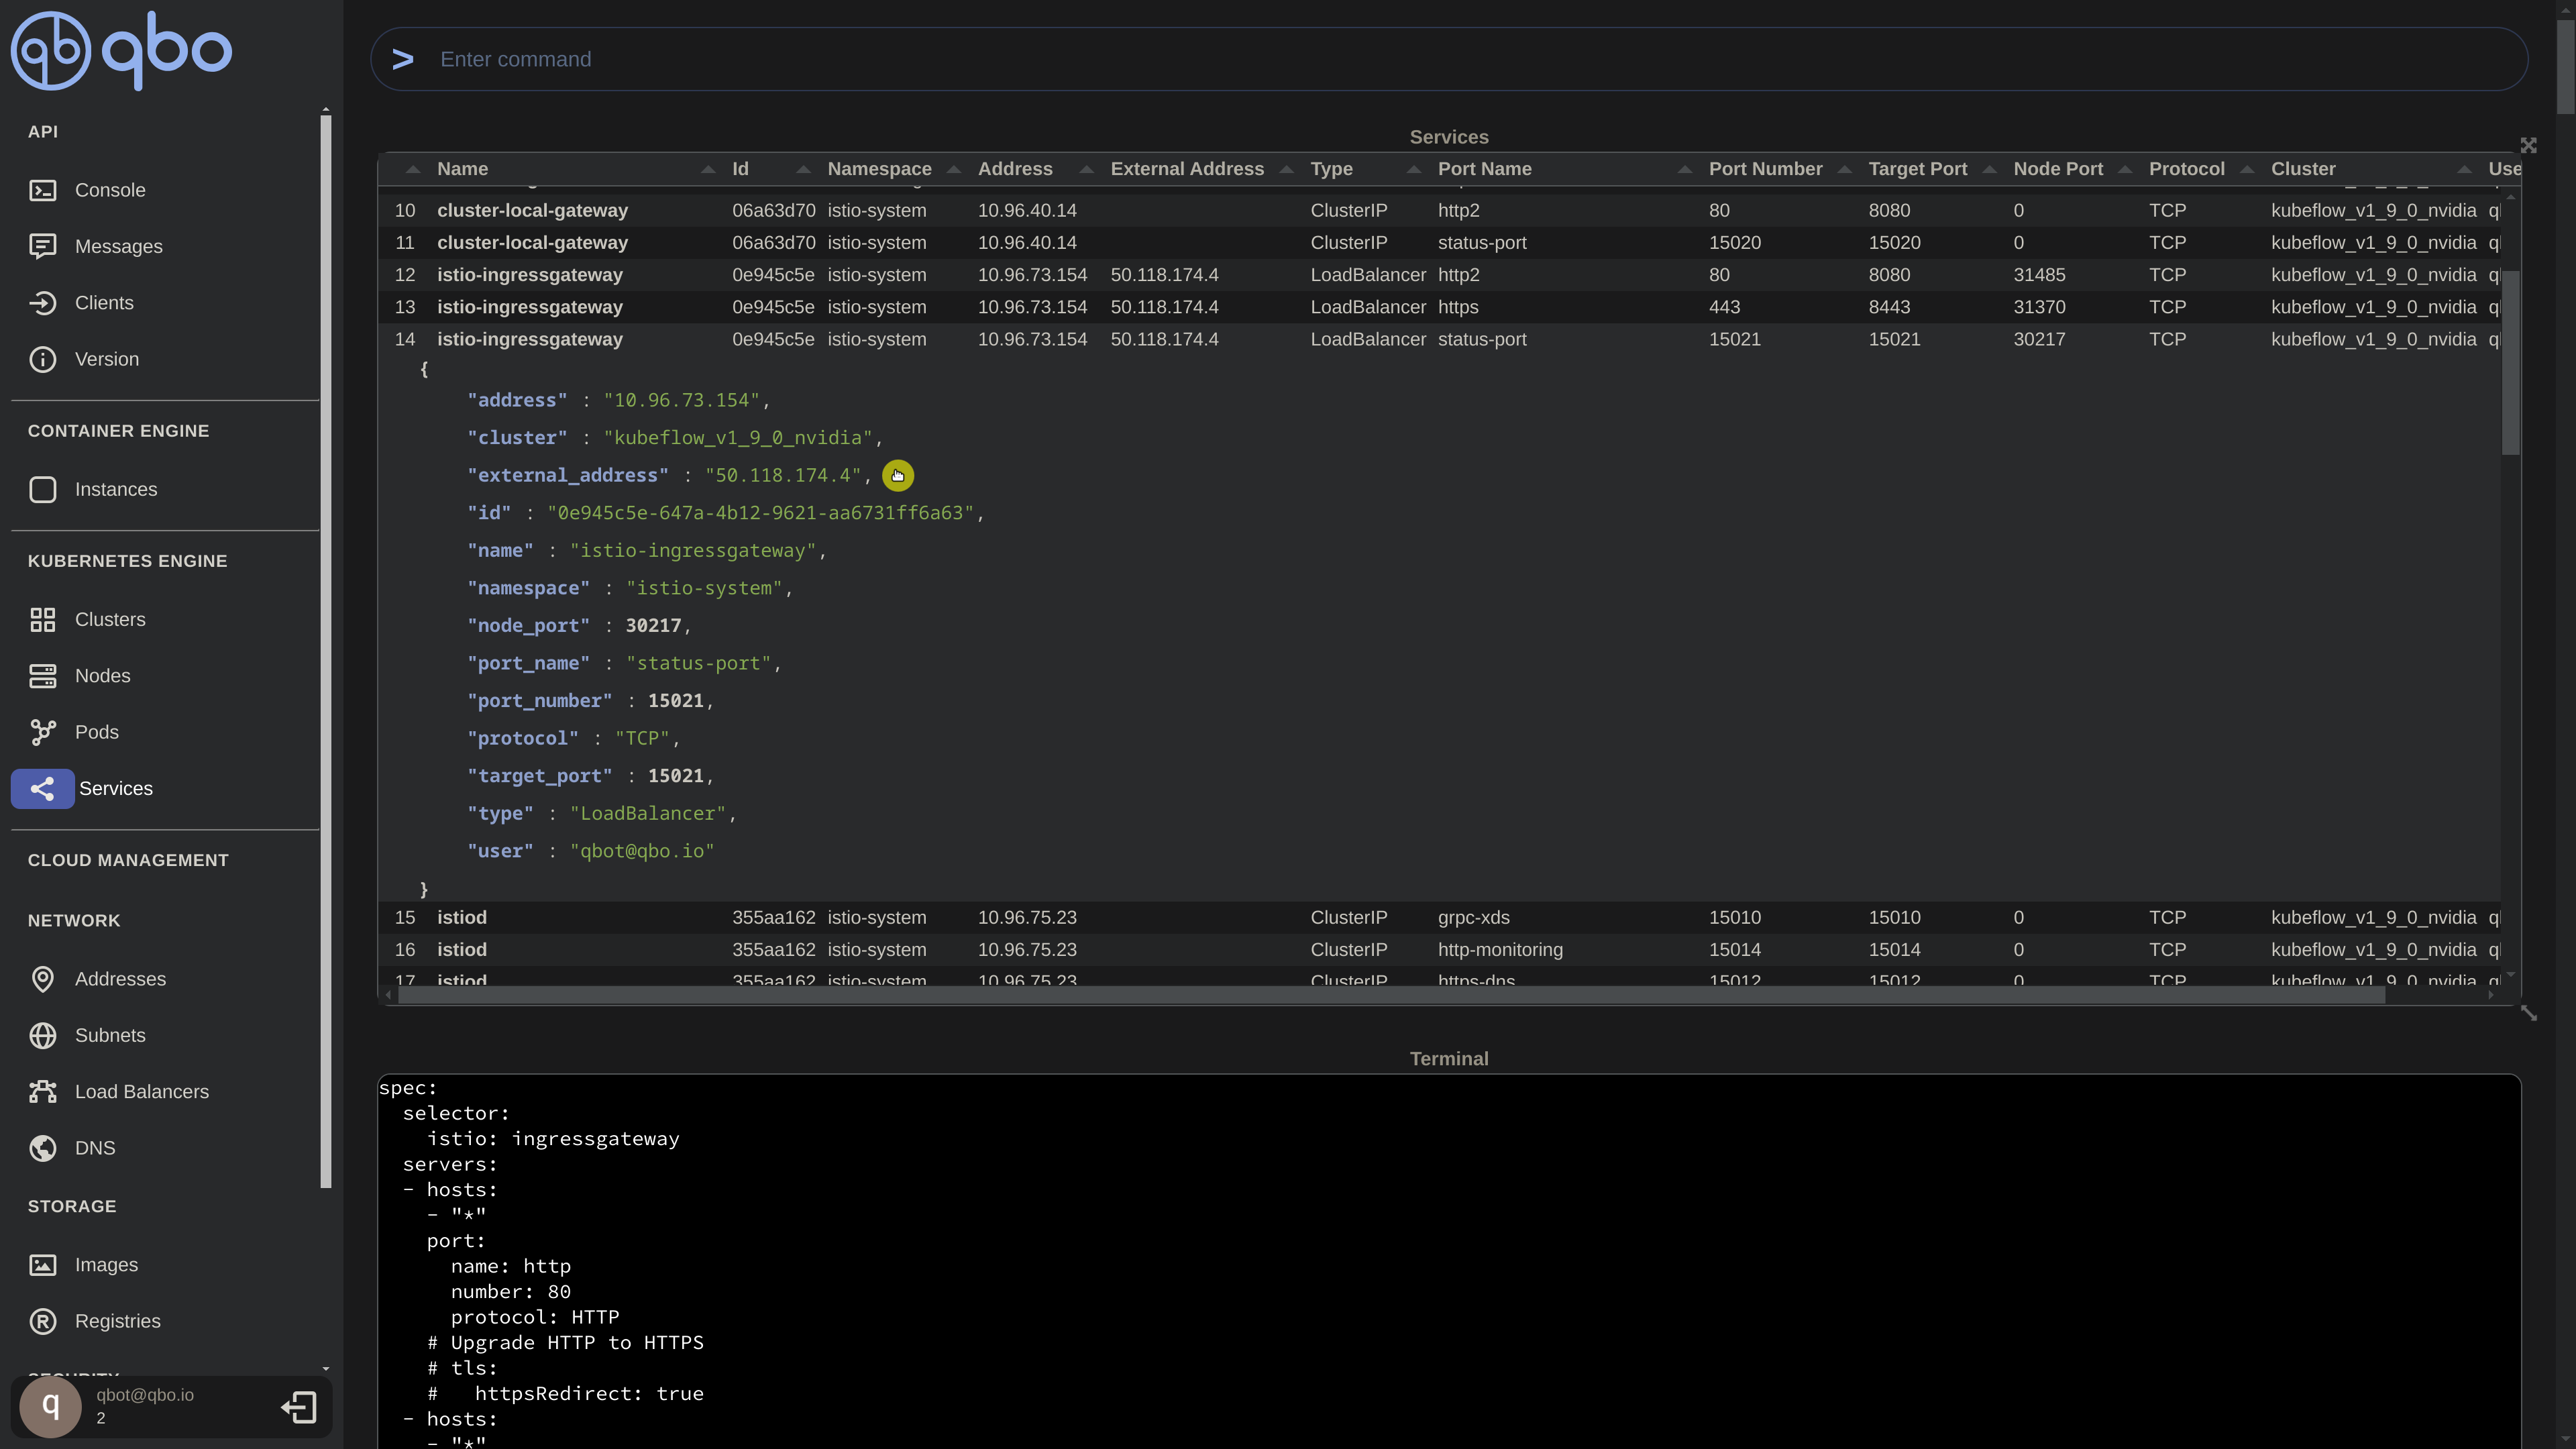 qb qbo
API
Console
Messages
Clients
Version
CONTAINER ENGINE
Instances
KUBERNETES ENGINE
Clusters
Nodes
Pods
Services
CLOUD MANAGEMENT
NETWORK
Addresses
Subnets
Load Balancers
DNS
STORAGE
Images
Registries
SECURITY
q
qbot@qbo.io
2
> Enter command
Services
Name Id Namespace Address External Address Type Port Name Port Number Target Port Node Port Protocol Cluster Use
10 cluster-local-gateway 06a63d70 istio-system 10.96.40.14 ClusterIP http2 80 8080 0 TCP kubeflow_v1_9_0_nvidia q
11 cluster-local-gateway 06a63d70 istio-system 10.96.40.14 ClusterIP status-port 15020 15020 0 TCP kubeflow_v1_9_0_nvidia q
12 istio-ingressgateway 0e945c5e istio-system 10.96.73.154 50.118.174.4 LoadBalancer http2 80 8080 31485 TCP kubeflow_v1_9_0_nvidia q
13 istio-ingressgateway 0e945c5e istio-system 10.96.73.154 50.118.174.4 LoadBalancer https 443 8443 31370 TCP kubeflow_v1_9_0_nvidia q
14 istio-ingressgateway 0e945c5e istio-system 10.96.73.154 50.118.174.4 LoadBalancer status-port 15021 15021 30217 TCP kubeflow_v1_9_0_nvidia q
{
"address" : "10.96.73.154",
"cluster" : "kubeflow_v1_9_0_nvidia",
"external_address" : "50.118.174.4",
"id" : "0e945c5e-647a-4b12-9621-aa6731ff6a63",
"name" : "istio-ingressgateway",
"namespace" : "istio-system",
"node_port" : 30217,
"port_name" : "status-port",
"port_number" : 15021,
"protocol" : "TCP",
"target_port" : 15021,
"type" : "LoadBalancer",
"user" : "qbot@qbo.io"
}
15 istiod 355aa162 istio-system 10.96.75.23 ClusterIP grpc-xds 15010 15010 0 TCP kubeflow_v1_9_0_nvidia q
16 istiod 355aa162 istio-system 10.96.75.23 ClusterIP http-monitoring 15014 15014 0 TCP kubeflow_v1_9_0_nvidia q
17 istiod 355aa162 istio-system 10.96.75.23 ClusterIP https-dns 15012 15012 0 TCP kubeflow_v1_9_0_nvidia q
Terminal
spec:
  selector:
    istio: ingressgateway
  servers:
  - hosts:
    - "*"
    port:
      name: http
      number: 80
      protocol: HTTP
    # Upgrade HTTP to HTTPS
    # tls:
    #   httpsRedirect: true
  - hosts:
    - "*"